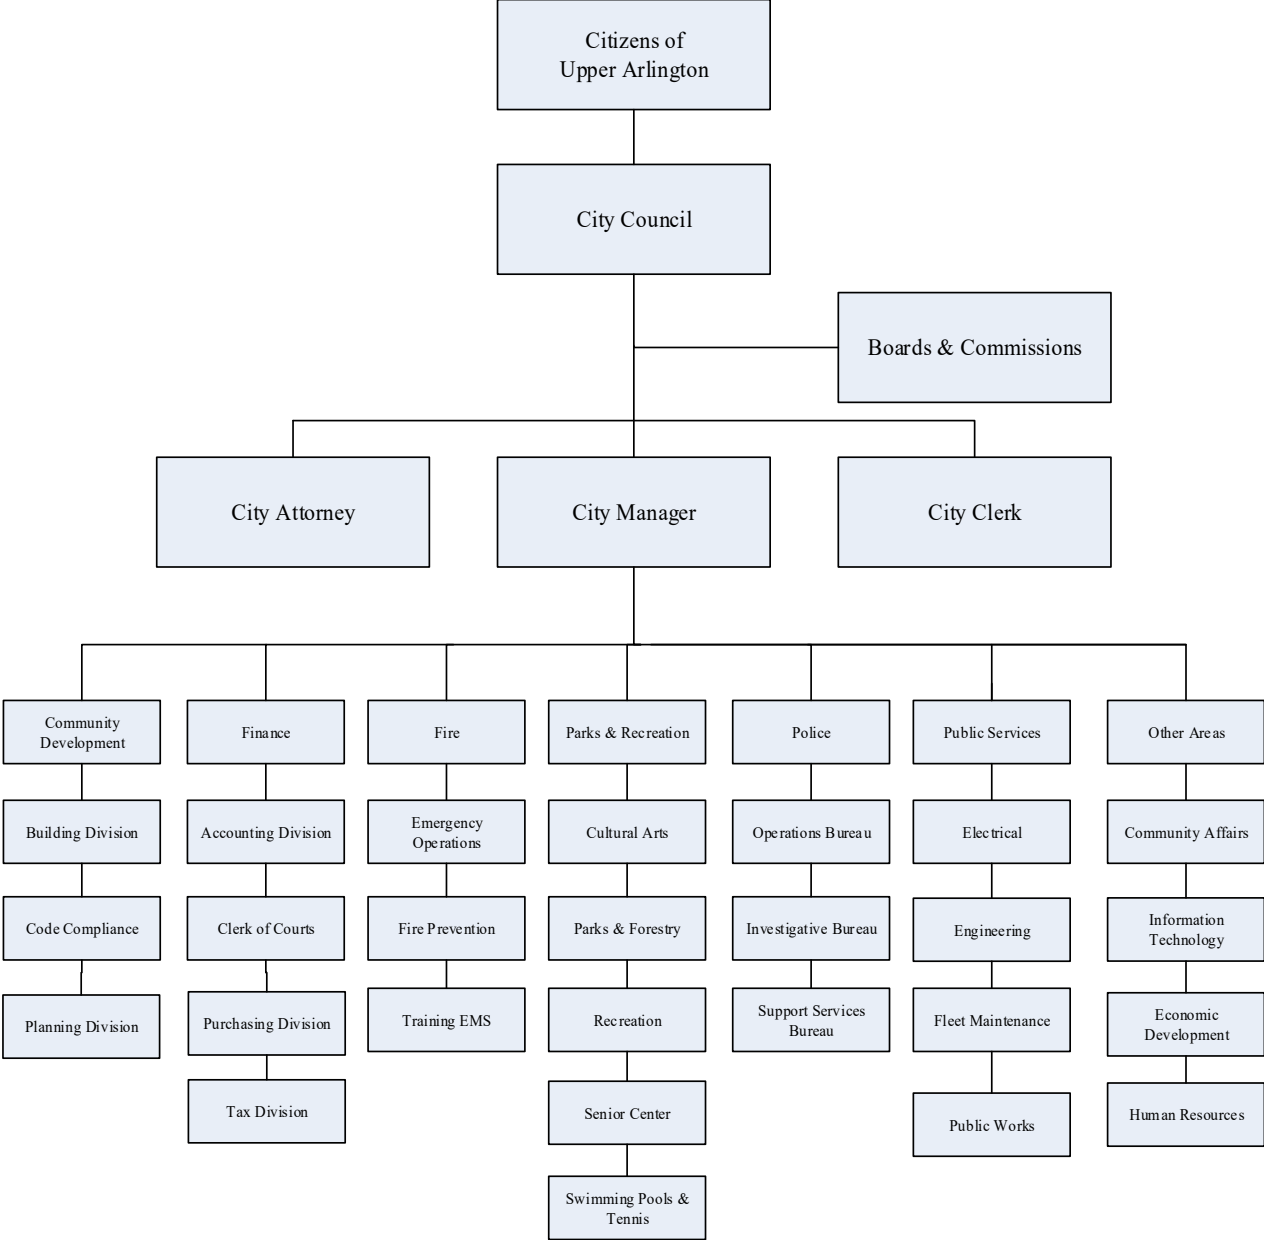 Citizens of
Upper Arlington
City Council
Boards & Commissions
City Attorney
City Manager
City Clerk
Community
Development
Building Division
Code Compliance
Planning Division
Finance
Accounting Division
Clerk of Courts
Purchasing Division
Tax Division
Fire
Emergency
Operations
Fire Prevention
Training EMS
Parks & Recreation
Cultural Arts
Parks & Forestry
Recreation
Senior Center
Swimming Pools &
Tennis
Police
Operations Bureau
Investigative Bureau
Support Services
Bureau
Public Services
Electrical
Engineering
Fleet Maintenance
Public Works
Other Areas
Community Affairs
Information
Technology
Economic
Development
Human Resources